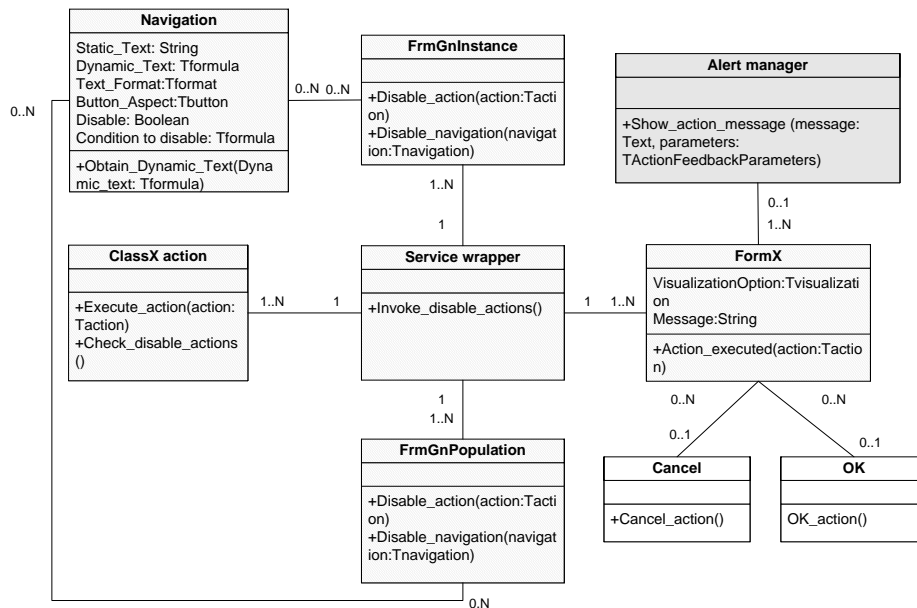 Navigation
Static_Text: String
Dynamic_Text: Tformula
Text_Format:Tformat
Button_Aspect:Tbutton
Disable: Boolean
Condition to disable: Tformula
+Obtain_Dynamic_Text(Dyna
mic_text: Tformula)
0..N
0..N
0..N
FrmGnInstance
+Disable_action(action:Tacti
on)
+Disable_navigation(navigat
ion:Tnavigation)
1..N
1
Alert manager
+Show_action_message (message:
Text, parameters:
TActionFeedbackParameters)
0..1
1..N
ClassX action
+Execute_action(action:
Taction)
+Check_disable_actions
()
1..N
1
Service wrapper
+Invoke_disable_actions()
1
1..N
FormX
VisualizationOption:Tvisualizati
on
Message:String
+Action_executed(action:Tactio
n)
1
1..N
0..N
0..N
0..1
0..1
FrmGnPopulation
+Disable_action(action:Tacti
on)
+Disable_navigation(navigat
ion:Tnavigation)
0.N
Cancel
+Cancel_action()
OK
OK_action()